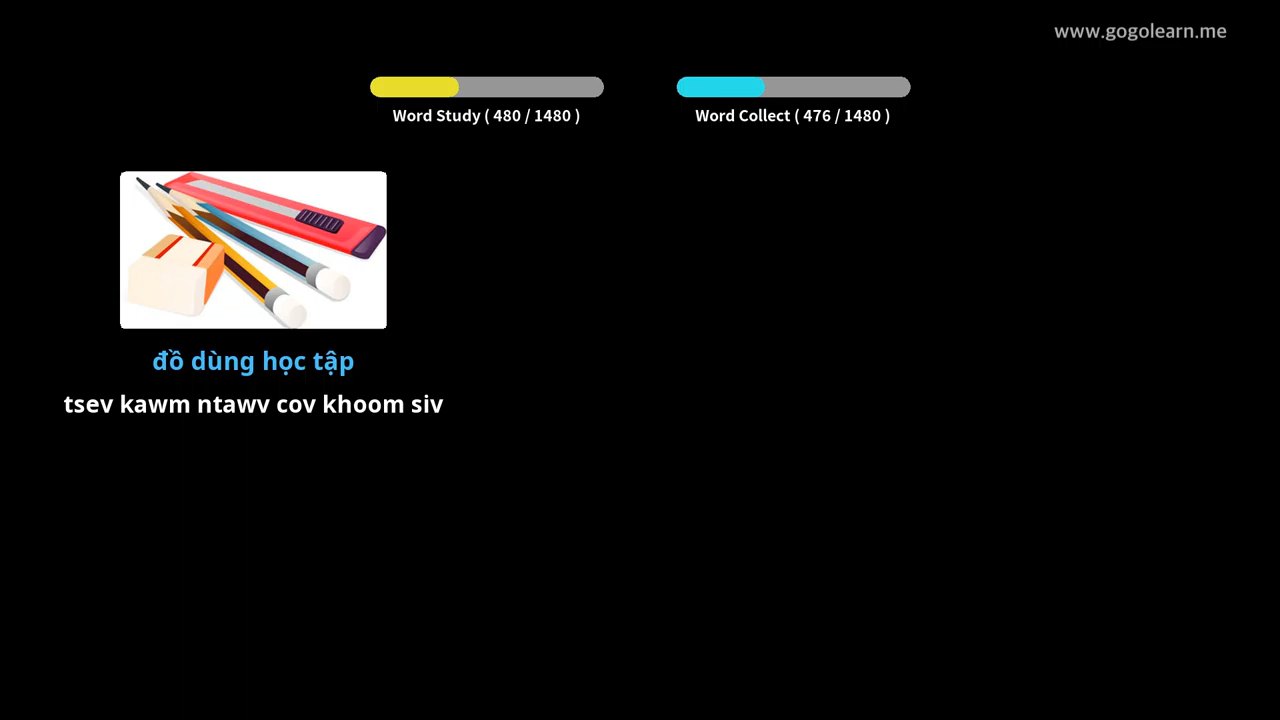 www.gogolearn.me
Word Study ( 480 / 1480 )
Word Collect ( 476 / 1480 )
đồ dùng học tập
tsev kawm ntawv cov khoom siv